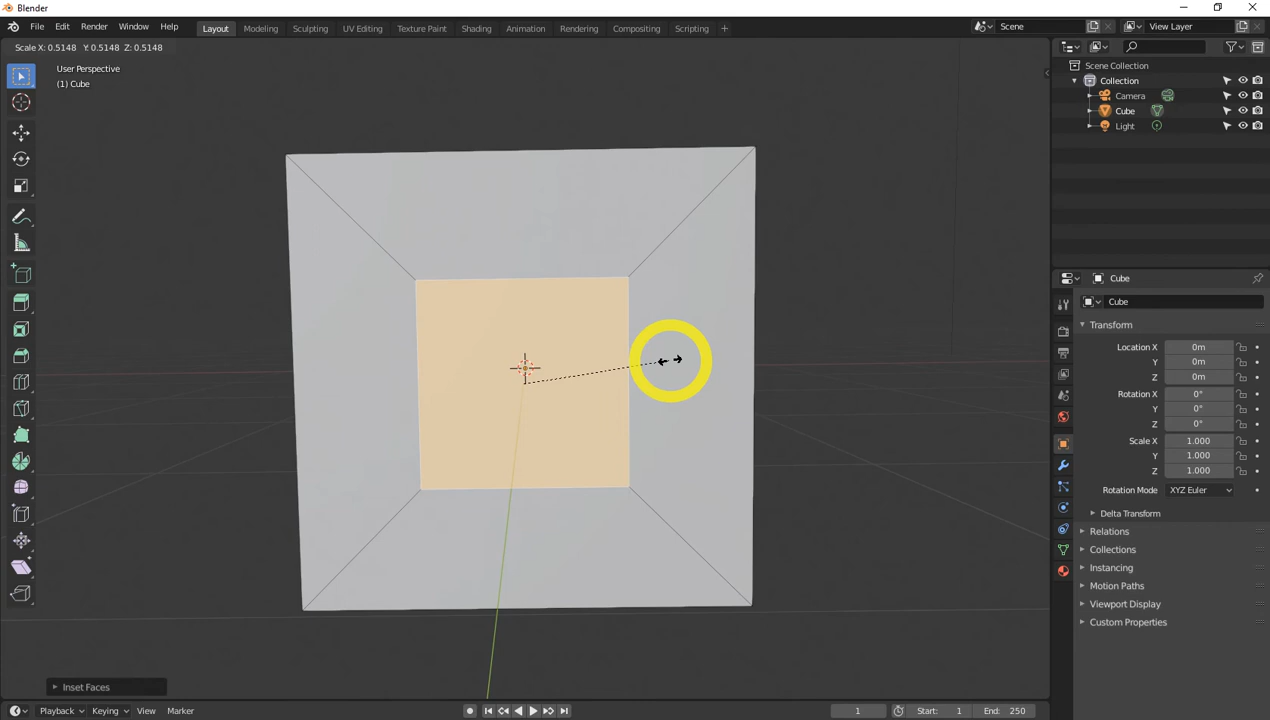 Blender
File Edit Render Window Help
Layout Modeling Sculpting UV Editing Texture Paint Shading Animation Rendering Compositing Scripting +
Scene
View Layer
Scale X: 0.5148 Y: 0.5148 Z: 0.5148
User Perspective
(1) Cube
Scene Collection
Collection
Camera
Cube
Light
Cube
Cube
Transform
Location X 0m
Y 0m
Z 0m
Rotation X 0°
Y 0°
Z 0°
Scale X 1.000
Y 1.000
Z 1.000
Rotation Mode XYZ Euler
Delta Transform
Relations
Collections
Instancing
Motion Paths
Viewport Display
Custom Properties
Inset Faces
Playback Keying View Marker
1
Start: 1
End: 250